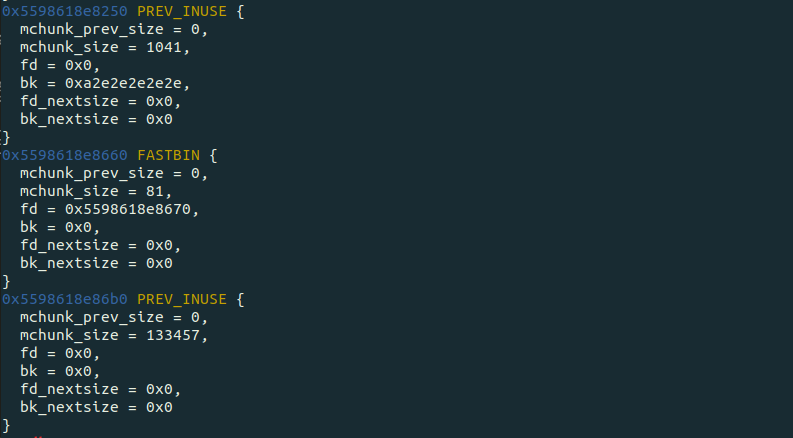 0x5598618e8250 PREV_INUSE {
  mchunk_prev_size = 0,
  mchunk_size = 1041,
  fd = 0x0,
  bk = 0xa2e2e2e2e2e,
  fd_nextsize = 0x0,
  bk_nextsize = 0x0
}
0x5598618e8660 FASTBIN {
  mchunk_prev_size = 0,
  mchunk_size = 81,
  fd = 0x5598618e8670,
  bk = 0x0,
  fd_nextsize = 0x0,
  bk_nextsize = 0x0
}
0x5598618e86b0 PREV_INUSE {
  mchunk_prev_size = 0,
  mchunk_size = 133457,
  fd = 0x0,
  bk = 0x0,
  fd_nextsize = 0x0,
  bk_nextsize = 0x0
}